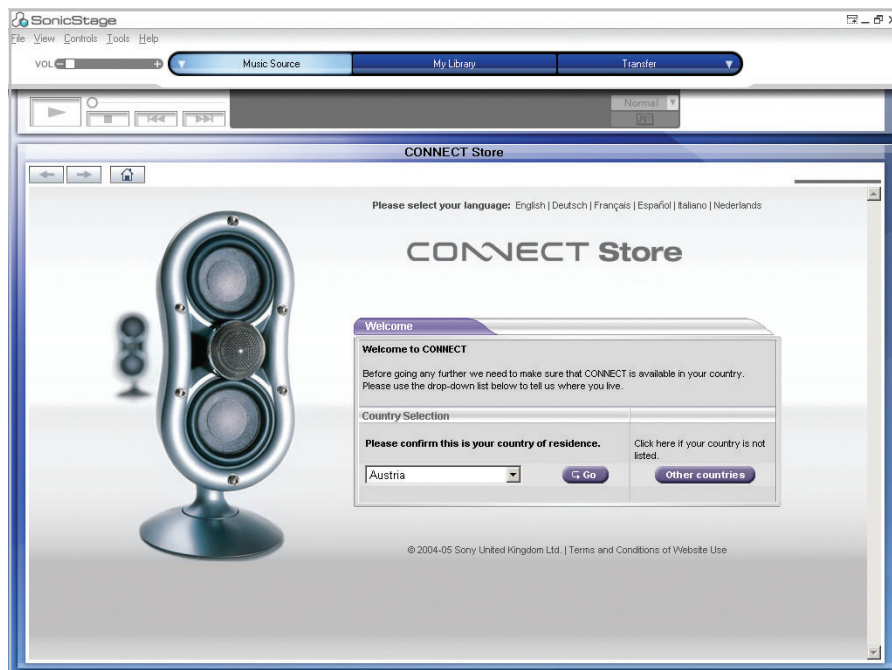 SonicStage
File View Controls Tools Help
VOL
Music Source
My Library
Transfer
Normal
CONNECT Store
Please select your language: English | Deutsch | Français | Español | Italiano | Nederlands
CONNECT Store
Welcome
Welcome to CONNECT
Before going any further we need to make sure that CONNECT is available in your country.
Please use the drop-down list below to tell us where you live.
Country Selection
Please confirm this is your country of residence.
Austria
Go
Click here if your country is not
listed.
Other countries
© 2004-05 Sony United Kingdom Ltd. | Terms and Conditions of Website Use